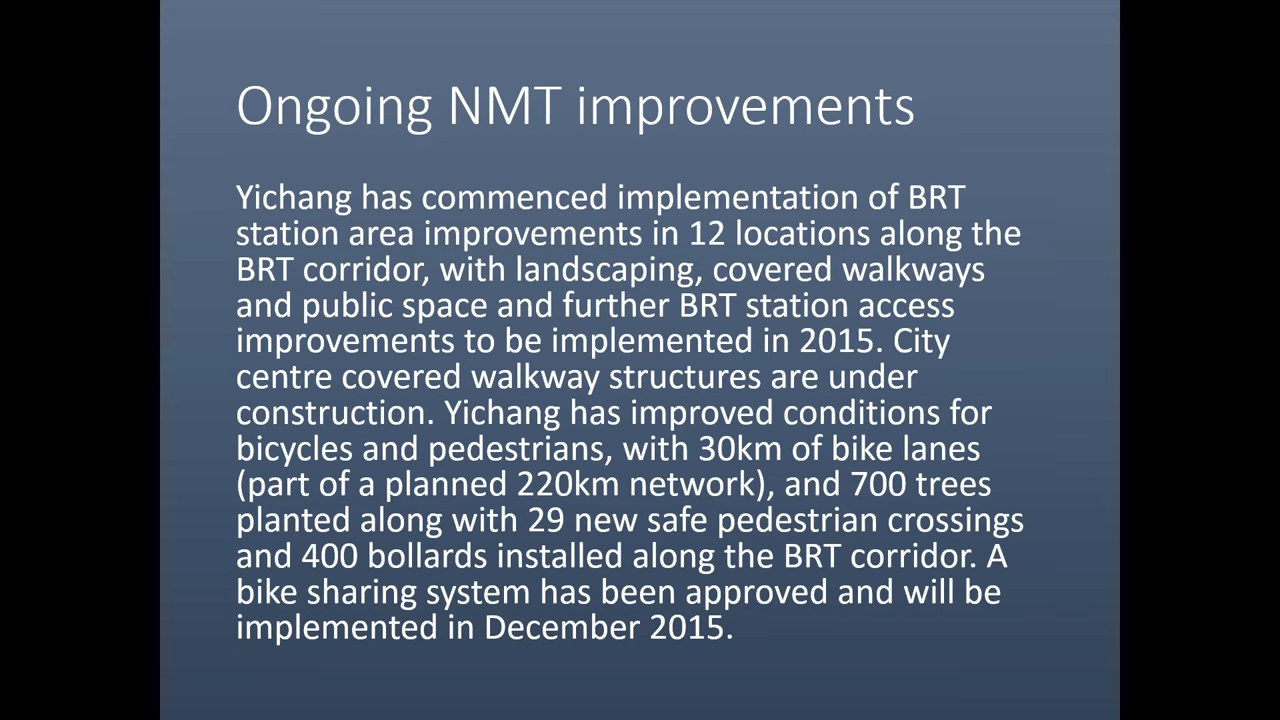 Ongoing NMT improvements
Yichang has commenced implementation of BRT
station area improvements in 12 locations along the
BRT corridor, with landscaping, covered walkways
and public space and further BRT station access
improvements to be implemented in 2015. City
centre covered walkway structures are under
construction. Yichang has improved conditions for
bicycles and pedestrians, with 30km of bike lanes
(part of a planned 220km network), and 700 trees
planted along with 29 new safe pedestrian crossings
and 400 bollards installed along the BRT corridor. A
bike sharing system has been approved and will be
implemented in December 2015.